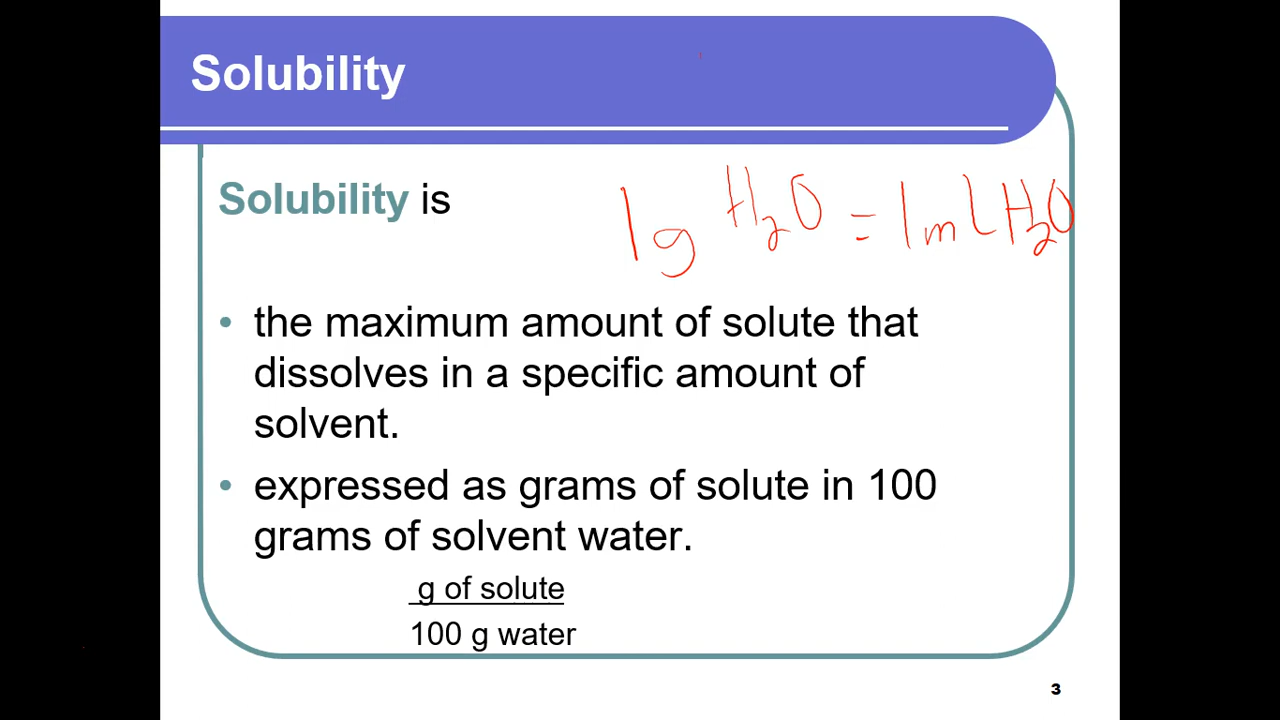 Solubility
Solubility is
1g H2O = 1mL H2O
• the maximum amount of solute that
dissolves in a specific amount of
solvent.
• expressed as grams of solute in 100
grams of solvent water.
g of solute
100 g water
3